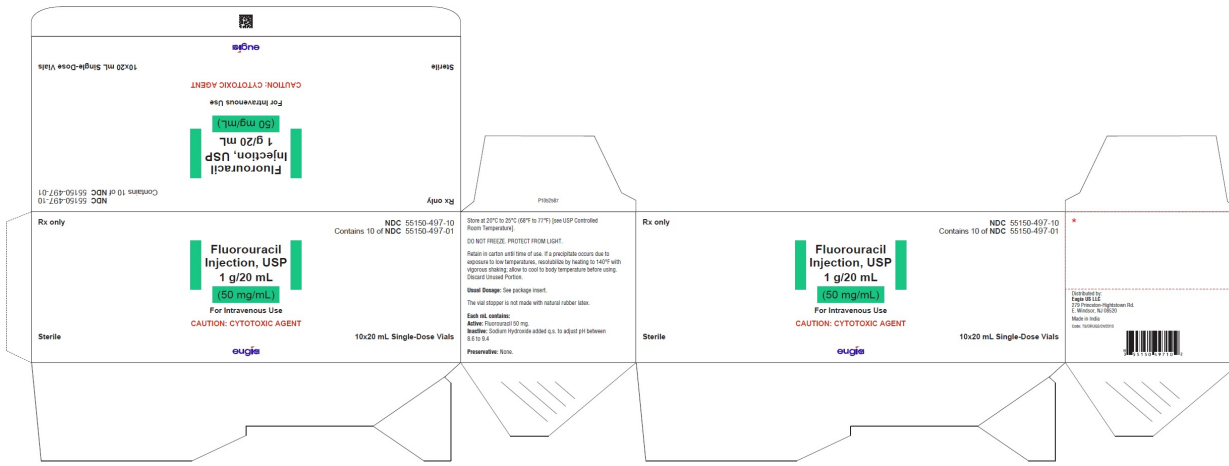 eugia
10x20 mL Single-Dose Vials
Sterile
CAUTION: CYTOTOXIC AGENT
For Intravenous Use
(50 mg/mL)
1 g/20 mL
Injection, USP
Fluorouracil
Contains 10 of NDC 55150-497-01
NDC 55150-497-10
Rx only
Rx only
NDC 55150-497-10
Contains 10 of NDC 55150-497-01
Fluorouracil
Injection, USP
1 g/20 mL
(50 mg/mL)
For Intravenous Use
CAUTION: CYTOTOXIC AGENT
Sterile
10x20 mL Single-Dose Vials
eugia
Store at 20°C to 25°C (68°F to 77°F) [see USP Controlled
Room Temperature].
DO NOT FREEZE. PROTECT FROM LIGHT.
Retain in carton until time of use. If a precipitate occurs due to
exposure to low temperatures, resolubilize by heating to 140°F with
vigorous shaking; allow to cool to body temperature before using.
Discard Unused Portion.
Usual Dosage: See package insert.
The vial stopper is not made with natural rubber latex.
Each mL contains:
Active: Fluorouracil 50 mg.
Inactive: Sodium Hydroxide added q.s. to adjust pH between
8.6 to 9.4
Preservative: None.
Rx only
NDC 55150-497-10
Contains 10 of NDC 55150-497-01
Fluorouracil
Injection, USP
1 g/20 mL
(50 mg/mL)
For Intravenous Use
CAUTION: CYTOTOXIC AGENT
Sterile
10x20 mL Single-Dose Vials
eugia
*
Distributed by:
Eugia US LLC
279 Princeton-Hightstown Rd.
E. Windsor, NJ 08520
Made in India